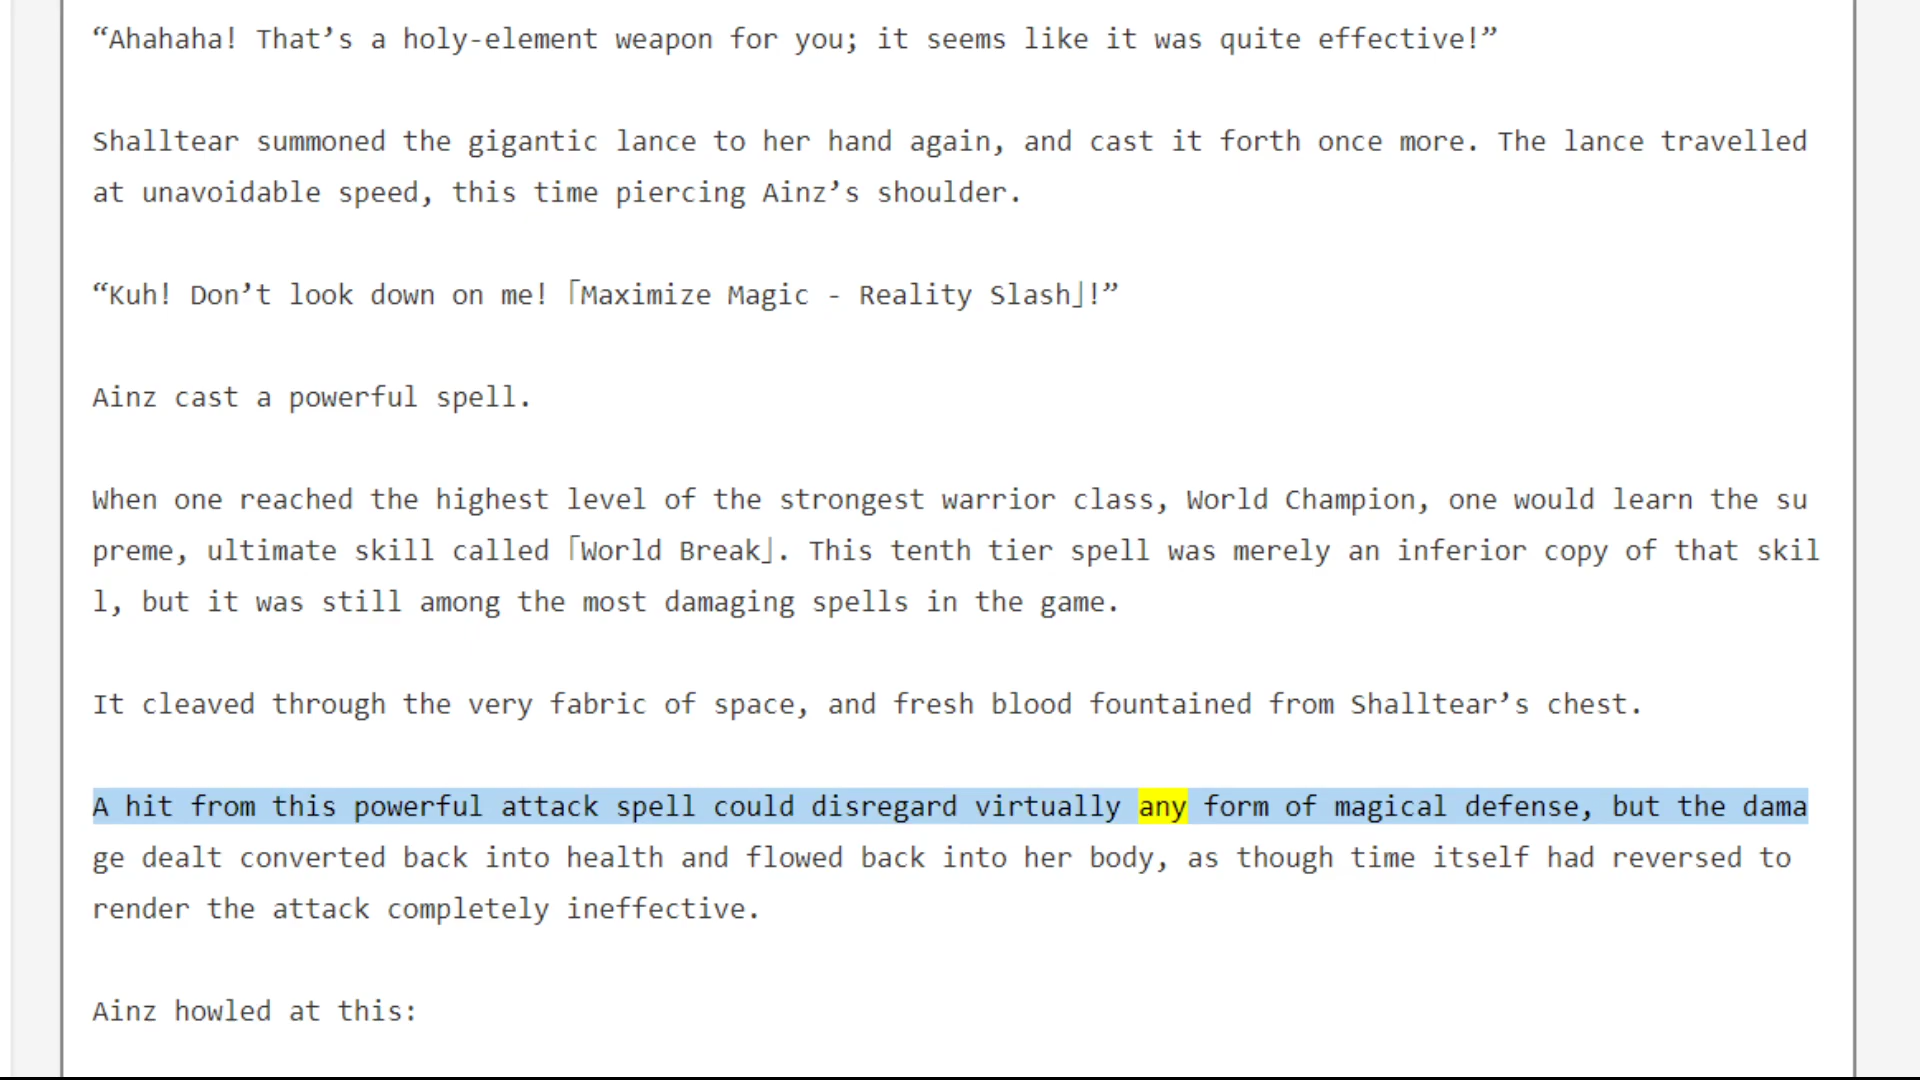 “Ahahaha! That’s a holy-element weapon for you; it seems like it was quite effective!”
Shalltear summoned the gigantic lance to her hand again, and cast it forth once more. The lance travelled
at unavoidable speed, this time piercing Ainz’s shoulder.
“Kuh! Don’t look down on me!「Maximize Magic - Reality Slash」!”
Ainz cast a powerful spell.
When one reached the highest level of the strongest warrior class, World Champion, one would learn the su
preme, ultimate skill called「World Break」. This tenth tier spell was merely an inferior copy of that skil
l, but it was still among the most damaging spells in the game.
It cleaved through the very fabric of space, and fresh blood fountained from Shalltear’s chest.
A hit from this powerful attack spell could disregard virtually any form of magical defense, but the dama
ge dealt converted back into health and flowed back into her body, as though time itself had reversed to
render the attack completely ineffective.
Ainz howled at this: